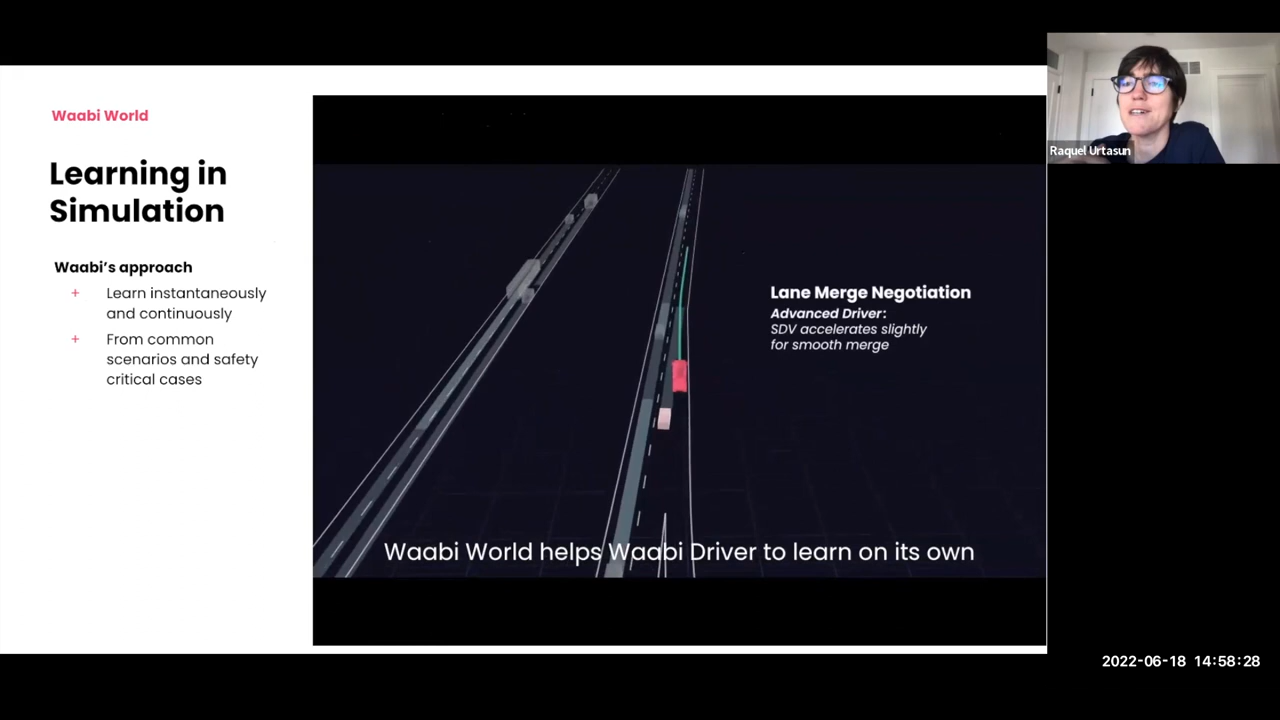 Waabi World
Learning in
Simulation
Waabi's approach
+ Learn instantaneously
and continuously
+ From common
scenarios and safety
critical cases
Lane Merge Negotiation
Advanced Driver:
SDV accelerates slightly
for smooth merge
Waabi World helps Waabi Driver to learn on its own
Raquel Urtasun
2022-06-18 14:58:28